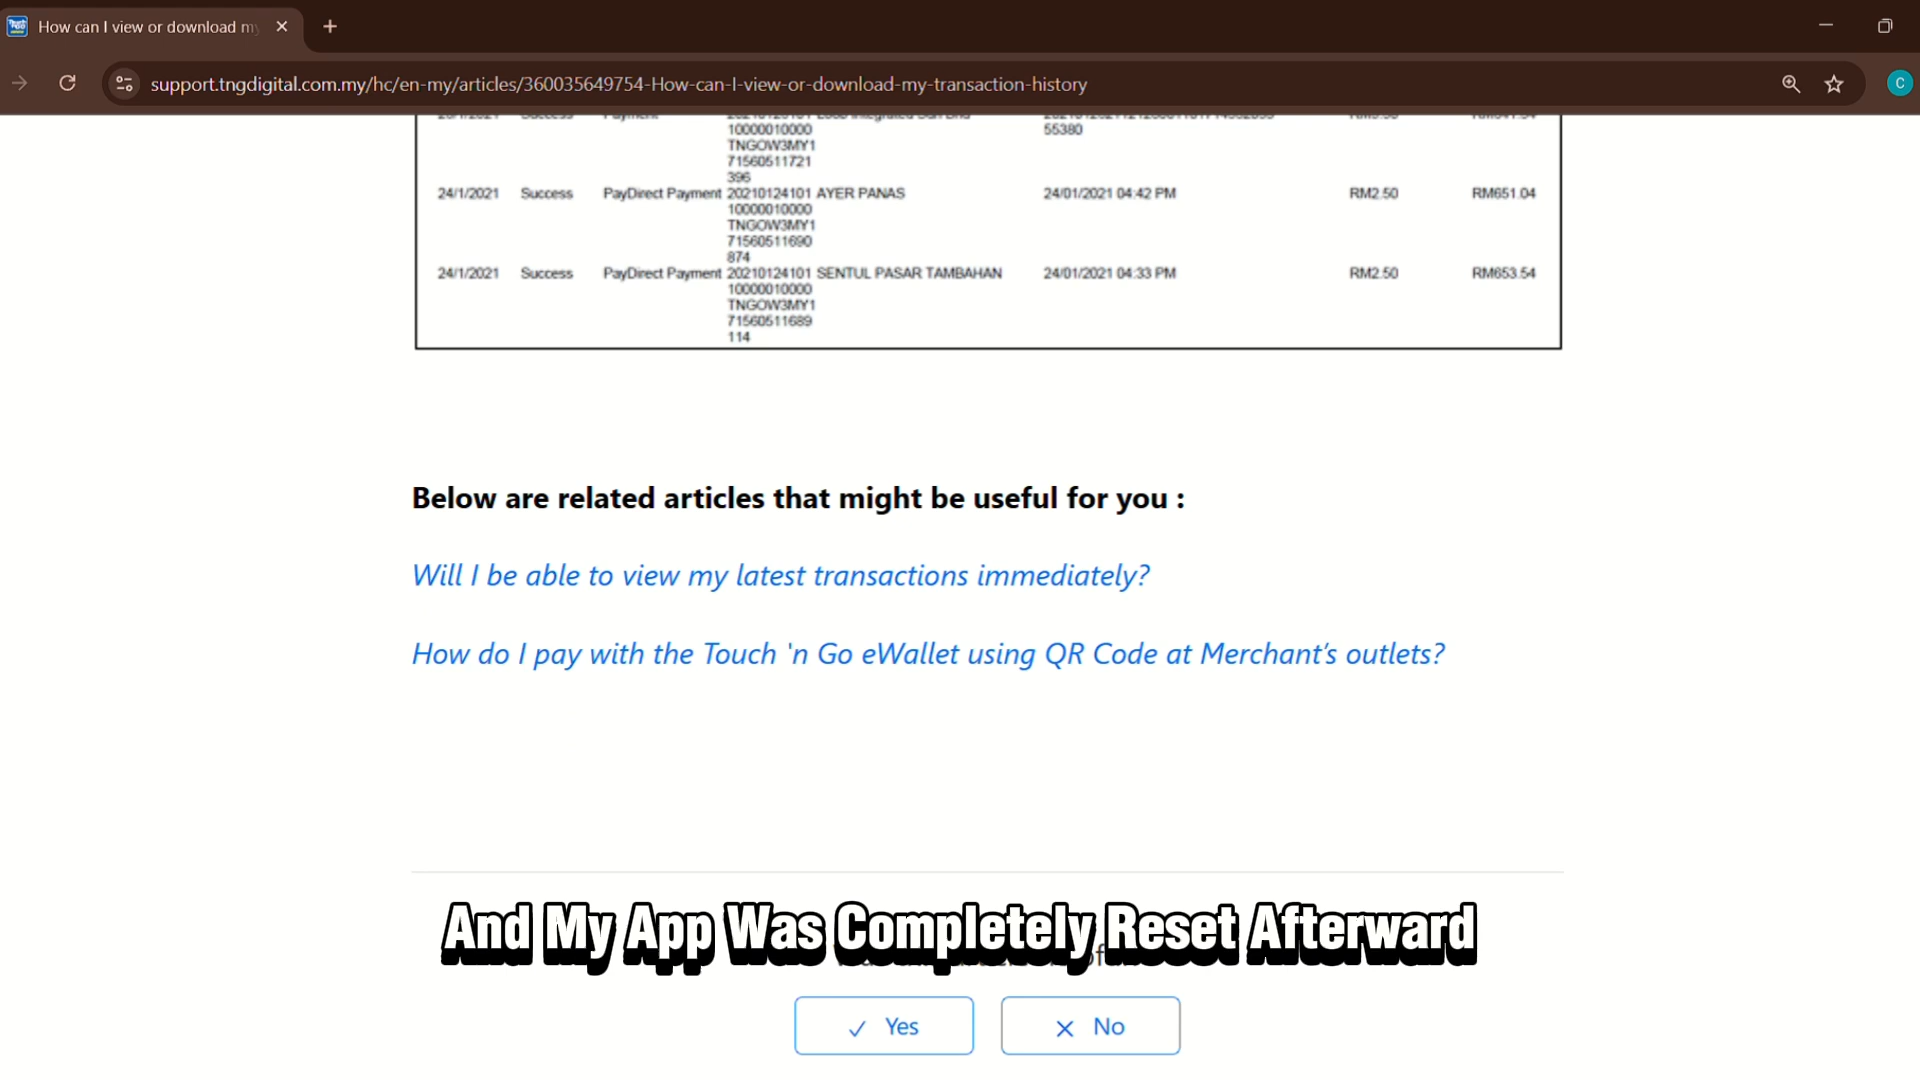 How can I view or download my
support.tngdigital.com.my/hc/en-my/articles/360035649754-How-can-I-view-or-download-my-transaction-history
C
10000010000 55380
TNGOW3MY1
71560511721
396
24/1/2021 Success PayDirect Payment 20210124101 AYER PANAS 24/01/2021 04:42 PM RM2.50 RM651.04
10000010000
TNGOW3MY1
71560511690
874
24/1/2021 Success PayDirect Payment 20210124101 SENTUL PASAR TAMBAHAN 24/01/2021 04:33 PM RM2.50 RM653.54
10000010000
TNGOW3MY1
71560511689
114
Below are related articles that might be useful for you :
Will I be able to view my latest transactions immediately?
How do I pay with the Touch 'n Go eWallet using QR Code at Merchant's outlets?
And My App Was Completely Reset Afterward
Yes
No